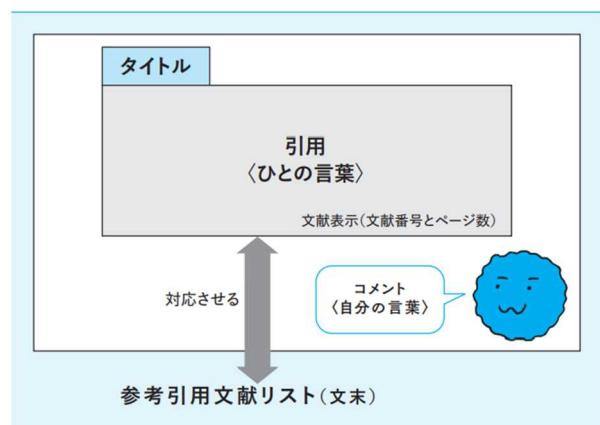 タイトル
引用
〈ひとの言葉〉
文献表示(文献番号とページ数)
対応させる
コメント
〈自分の言葉〉
参考引用文献リスト(文末)